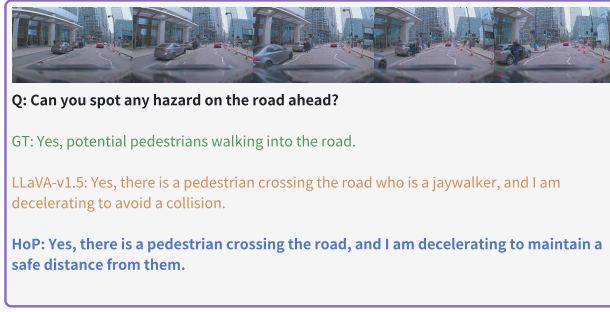 Q: Can you spot any hazard on the road ahead?
GT: Yes, potential pedestrians walking into the road.
LLaVA-v1.5: Yes, there is a pedestrian crossing the road who is a jaywalker, and I am
decelerating to avoid a collision.
HoP: Yes, there is a pedestrian crossing the road, and I am decelerating to maintain a
safe distance from them.